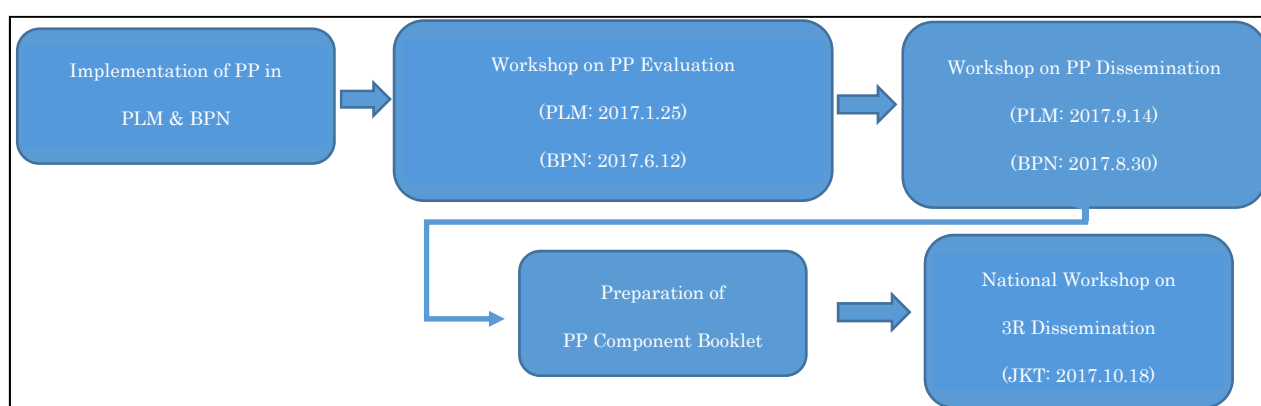 Implementation of PP in
PLM & BPN
Workshop on PP Evaluation
(PLM: 2017.1.25)
(BPN: 2017.6.12)
Workshop on PP Dissemination
(PLM: 2017.9.14)
(BPN: 2017.8.30)
Preparation of
PP Component Booklet
National Workshop on
3R Dissemination
(JKT: 2017.10.18)